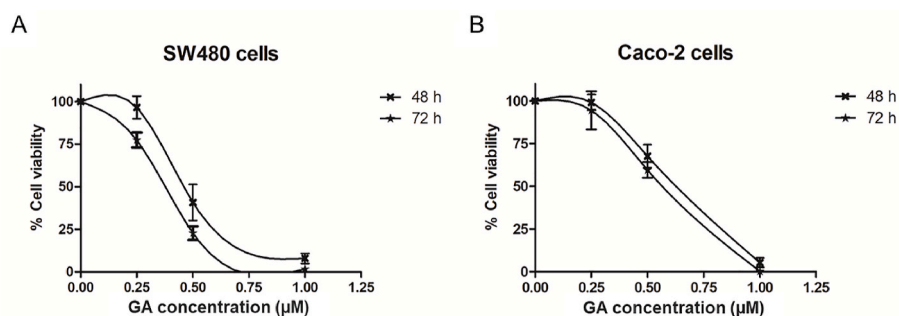 A
SW480 cells
% Cell viability
100
75
50
25
0
0.00 0.25 0.50 0.75 1.00 1.25
GA concentration (µM)
48 h
72 h
B
Caco-2 cells
% Cell viability
100
75
50
25
0
0.00 0.25 0.50 0.75 1.00 1.25
GA concentration (µM)
48 h
72 h